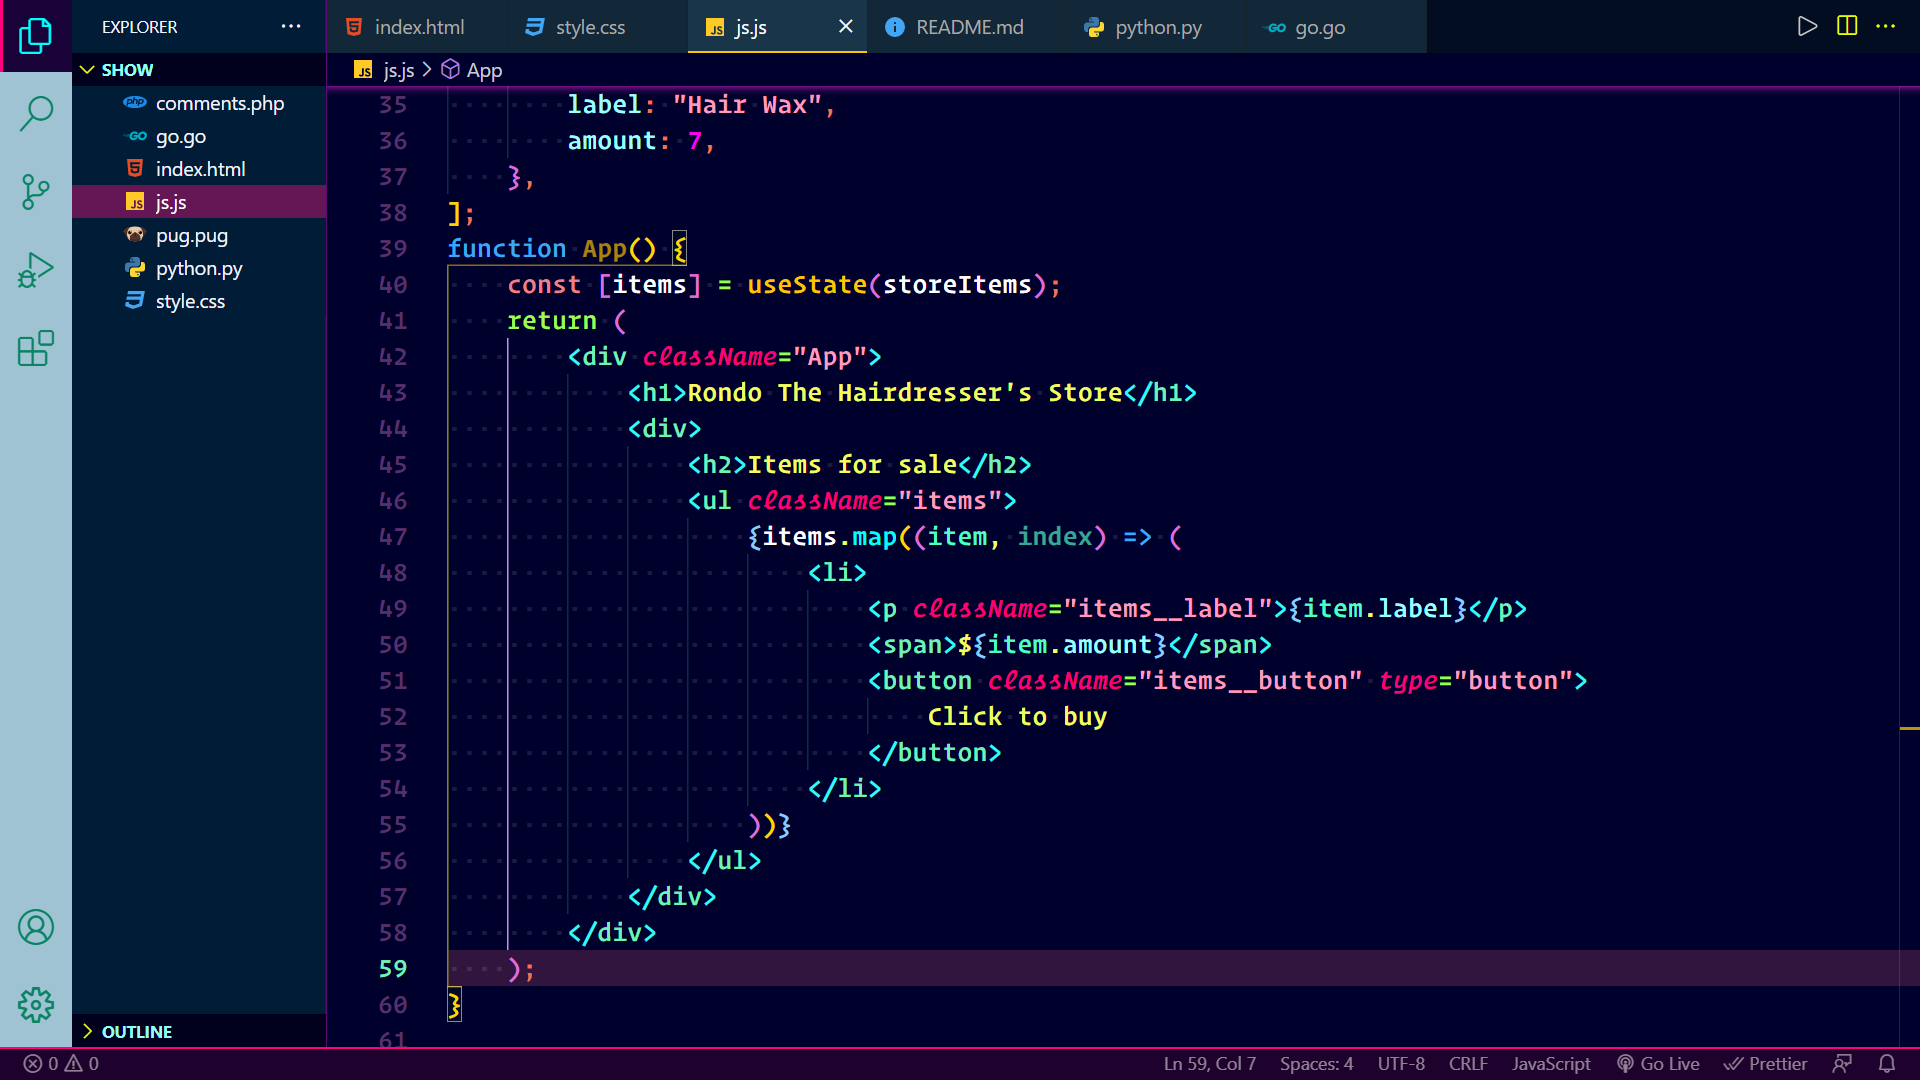 EXPLORER
index.html
style.css
js.js
README.md
python.py
go.go
SHOW
js.js > App
comments.php
go.go
index.html
js.js
pug.pug
python.py
style.css
35 label: "Hair Wax",
36 amount: 7,
37 },
38 ];
39 function App() {
40 const [items] = useState(storeItems);
41 return (
42 <div className="App">
43 <h1>Rondo The Hairdresser's Store</h1>
44 <div>
45 <h2>Items for sale</h2>
46 <ul className="items">
47 {items.map((item, index) => (
48 <li>
49 <p className="items__label">{item.label}</p>
50 <span>${item.amount}</span>
51 <button className="items__button" type="button">
52 Click to buy
53 </button>
54 </li>
55 ))}
56 </ul>
57 </div>
58 </div>
59 );
60 }
61
OUTLINE
0 0
Ln 59, Col 7 Spaces: 4 UTF-8 CRLF JavaScript Go Live Prettier